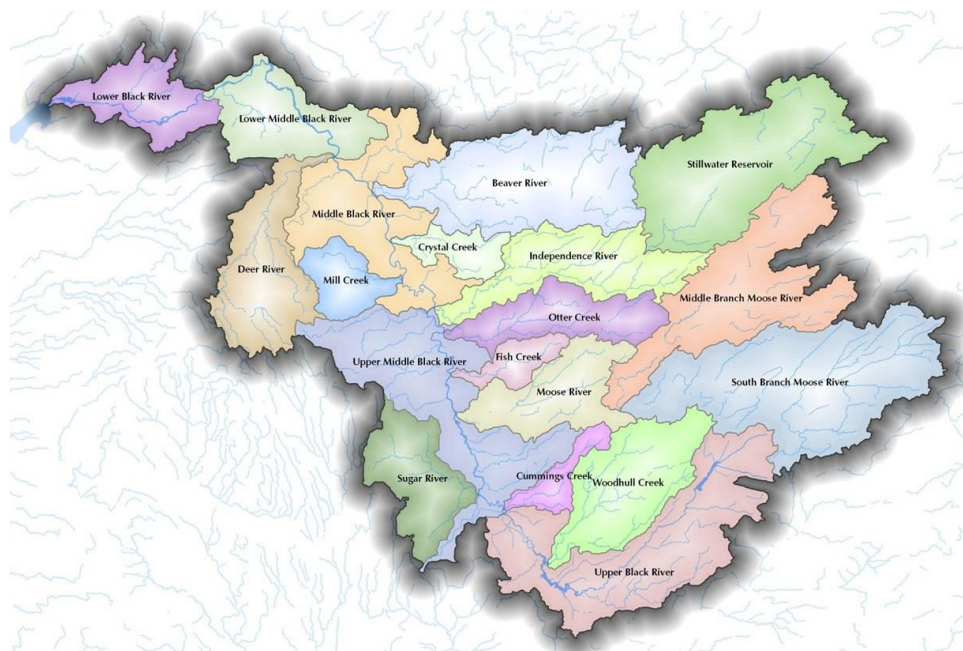 Lower Black River
Lower Middle Black River
Stillwater Reservoir
Beaver River
Middle Black River
Crystal Creek
Independence River
Deer River
Mill Creek
Middle Branch Moose River
Otter Creek
Fish Creek
Upper Middle Black River
South Branch Moose River
Moose River
Sugar River
Cummings Creek
Woodhull Creek
Upper Black River